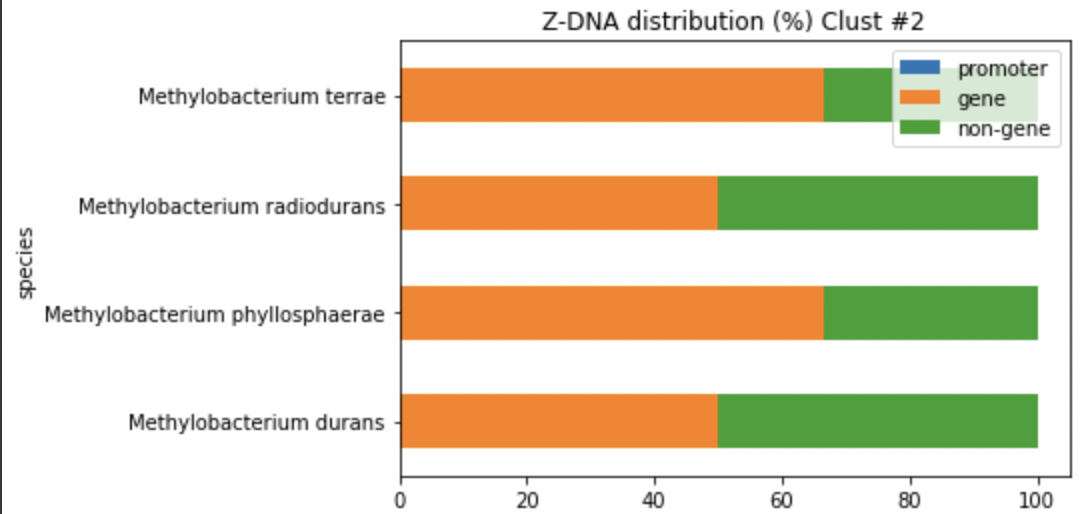 Z-DNA distribution (%) Clust #2
promoter
gene
non-gene
Methylobacterium terrae
Methylobacterium radiodurans
Methylobacterium phyllosphaerae
Methylobacterium durans
species
0 20 40 60 80 100